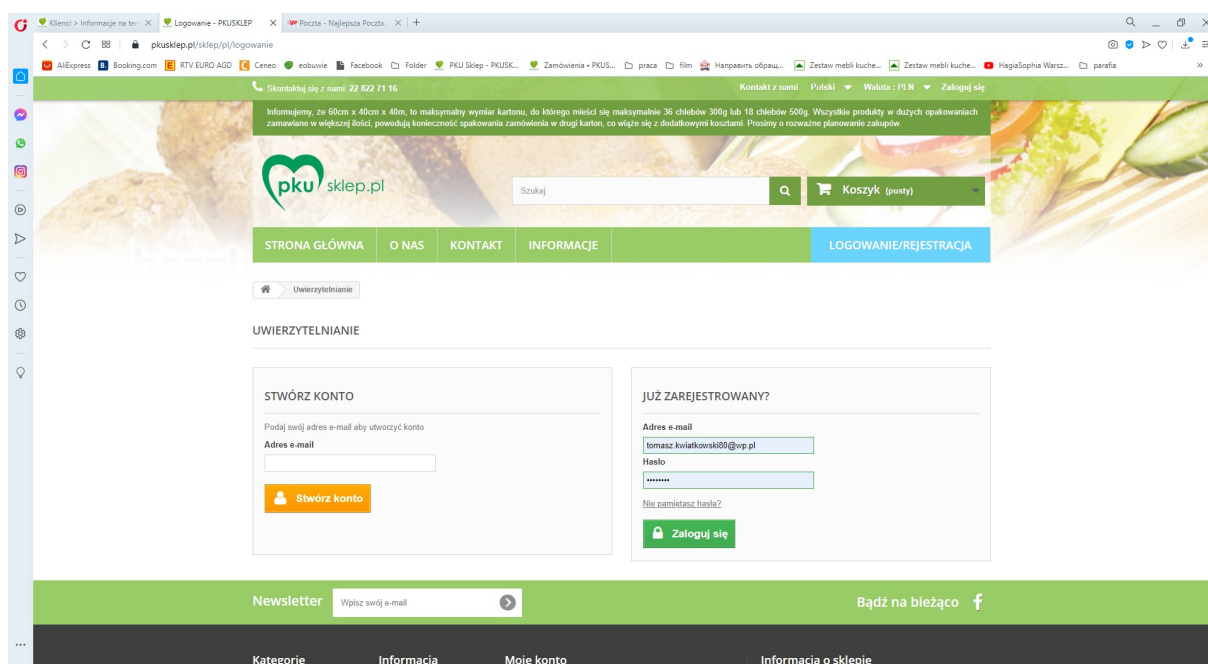 Klienci > Informacje na ten
Logowanie - PKUSKLEP
Poczta - Najlepsza Poczta,
pkusklep.pl/sklep/pl/logowanie
AliExpress Booking.com RTV EURO AGD Ceneo eobuwie Facebook Folder PKU Sklep - PKUSK... Zamówienia • PKUS... praca film Направить обращ... Zestaw mebli kuche... Zestaw mebli kuche... HagiaSophia Warsz... parafia
Skontaktuj się z nami: 22 822 71 16
Kontakt z nami Polski Waluta : PLN Zaloguj się
Informujemy, że 60cm x 40cm x 40m, to maksymalny wymiar kartonu, do którego mieści się maksymalnie 36 chlebów 300g lub 18 chlebów 500g. Wszystkie produkty w dużych opakowaniach
zamawiane w większej ilości, powodują konieczność spakowania zamówienia w drugi karton, co wiąże się z dodatkowymi kosztami. Prosimy o rozważne planowanie zakupów.
pku sklep.pl
Szukaj
Koszyk (pusty)
STRONA GŁÓWNA O NAS KONTAKT INFORMACJE LOGOWANIE/REJESTRACJA
Uwierzytelnianie
UWIERZYTELNIANIE
STWÓRZ KONTO
Podaj swój adres e-mail aby utworzyć konto
Adres e-mail
Stwórz konto
JUŻ ZAREJESTROWANY?
Adres e-mail
tomasz.kwiatkowski80@wp.pl
Hasło
••••••••
Nie pamiętasz hasła?
Zaloguj się
Newsletter Wpisz swój e-mail
Bądź na bieżąco
Kategorie Informacja Moje konto Informacja o sklepie